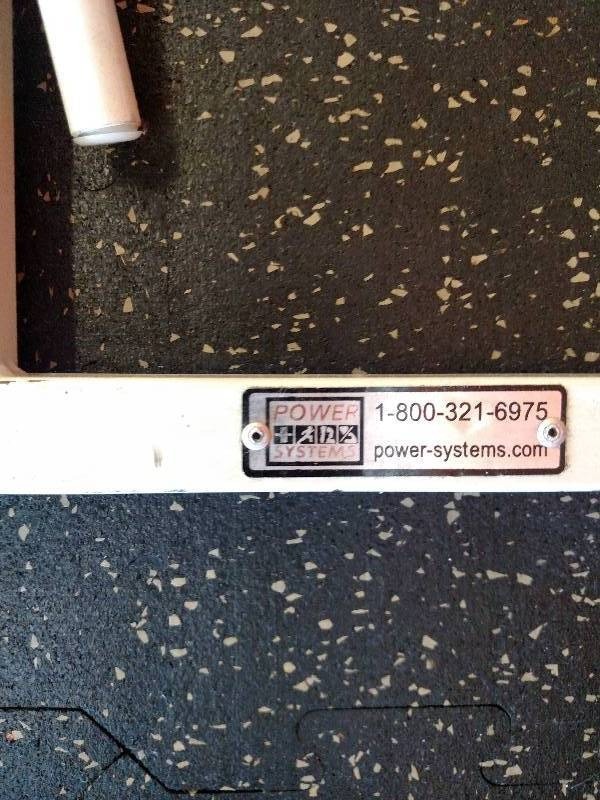 POWER
SYSTEMS
1-800-321-6975
power-systems.com